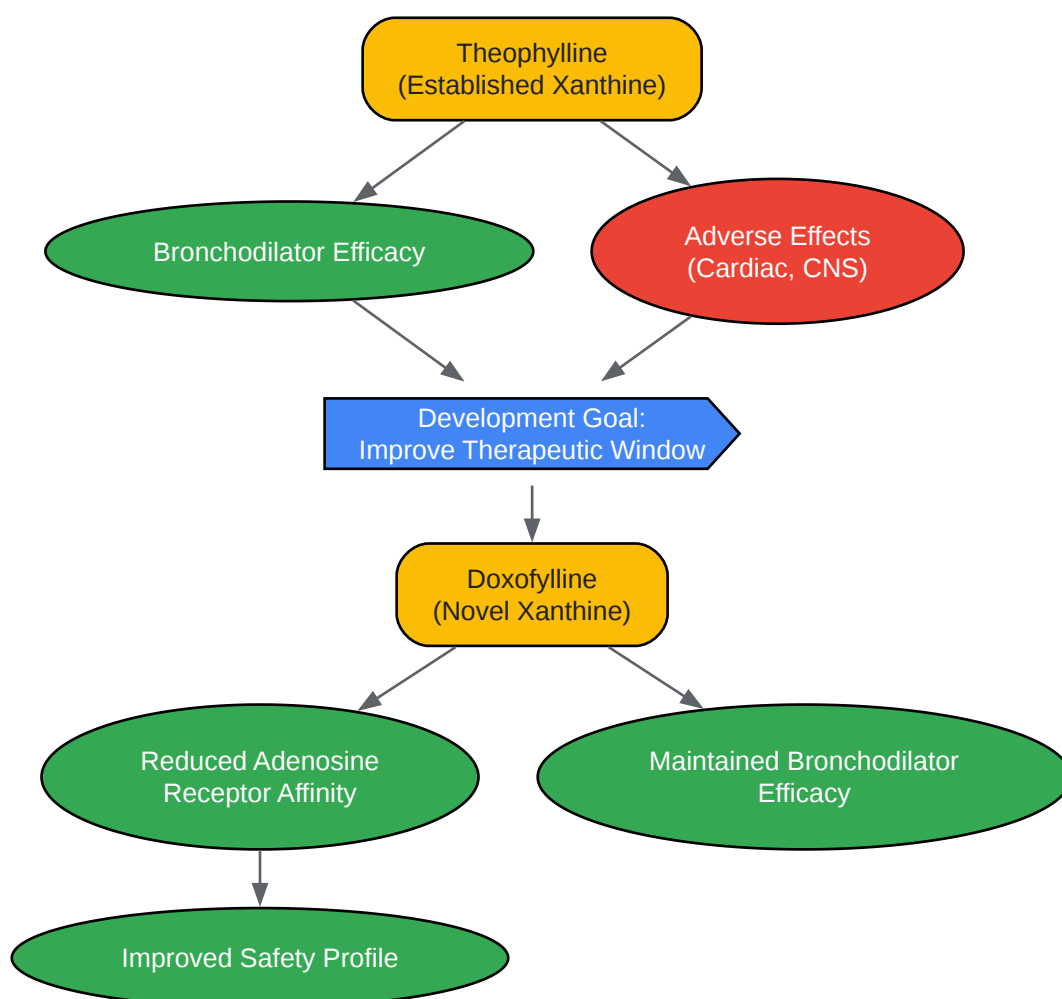 Theophylline
(Established Xanthine)
Bronchodilator Efficacy
Adverse Effects
(Cardiac, CNS)
Development Goal:
Improve Therapeutic Window
Doxofylline
(Novel Xanthine)
Reduced Adenosine
Receptor Affinity
Maintained Bronchodilator
Efficacy
Improved Safety Profile